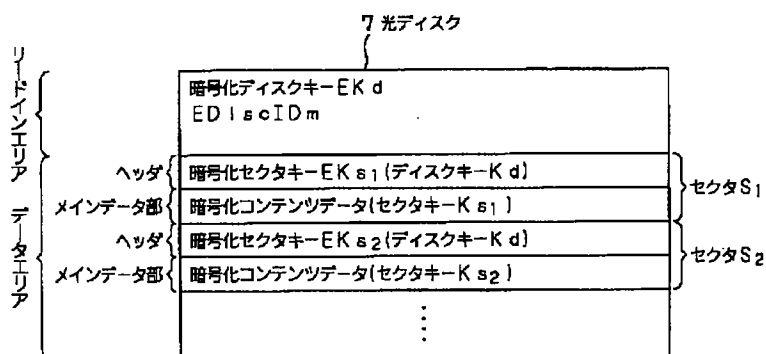 7 光ディスク
リードインエリア
暗号化ディスクキーEKd
EDiscIDm
データエリア
ヘッダ
暗号化セクタキーEKs1(ディスクキーKd)
メインデータ部
暗号化コンテンツデータ(セクタキーKs1)
セクタS1
ヘッダ
暗号化セクタキーEKs2(ディスクキーKd)
メインデータ部
暗号化コンテンツデータ(セクタキーKs2)
セクタS2